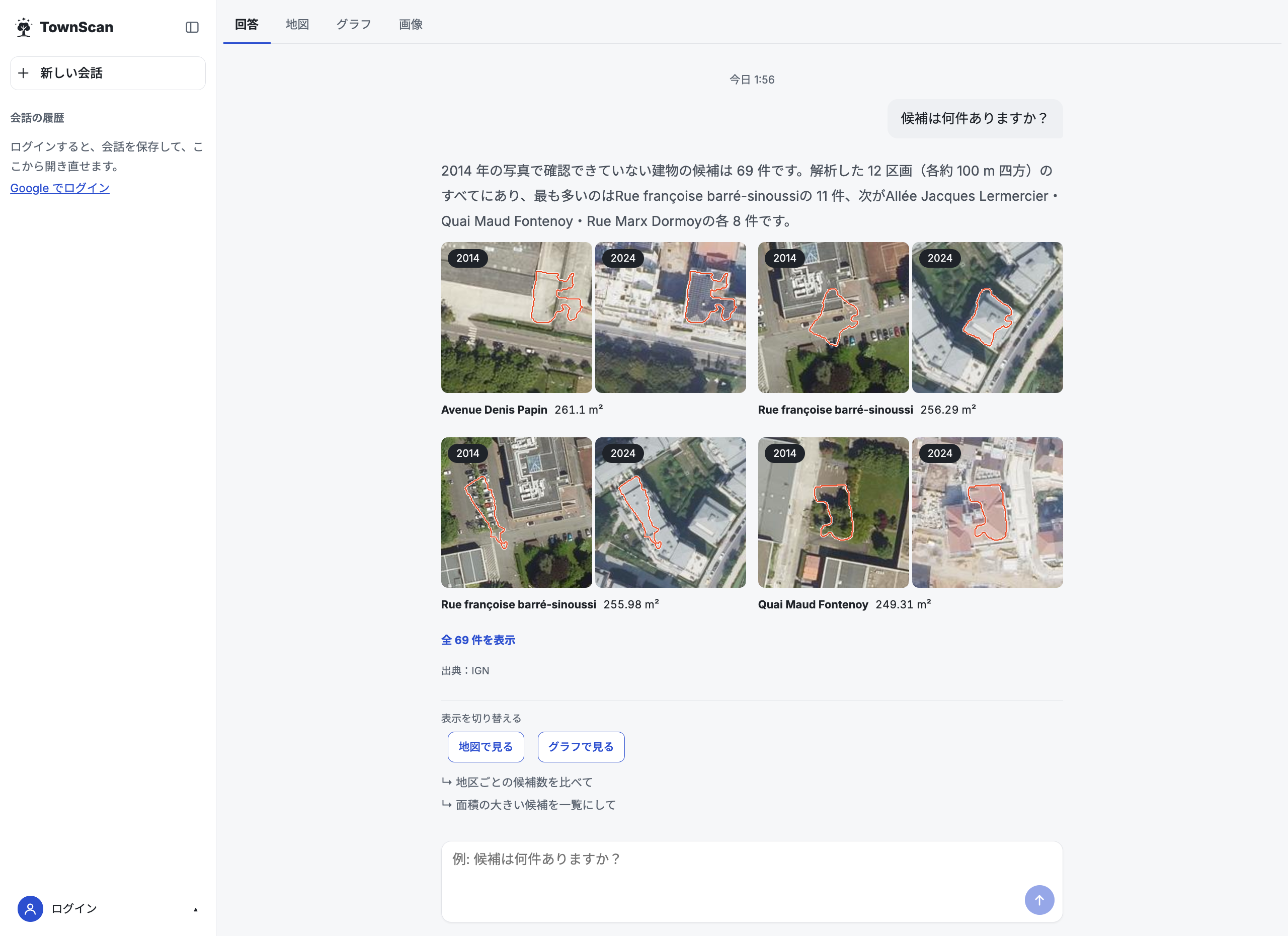 TownScan
新しい会話
会話の履歴
ログインすると、会話を保存して、こ
こから開き直せます。
Google でログイン
ログイン
回答
地図
グラフ
画像
今日 1:56
候補は何件ありますか？
2014 年の写真で確認できていない建物の候補は 69 件です。解析した 12 区画（各約 100 m 四方）の
すべてにあり、最も多いのはRue françoise barré-sinoussiの 11 件、次がAllée Jacques Lermercier・
Quai Maud Fontenoy・Rue Marx Dormoyの各 8 件です。
2014
2024
2014
2024
Avenue Denis Papin 261.1 m²
Rue françoise barré-sinoussi 256.29 m²
2014
2024
2014
2024
Rue françoise barré-sinoussi 255.98 m²
Quai Maud Fontenoy 249.31 m²
全 69 件を表示
出典：IGN
表示を切り替える
地図で見る
グラフで見る
↳ 地区ごとの候補数を比べて
↳ 面積の大きい候補を一覧にして
例: 候補は何件ありますか？